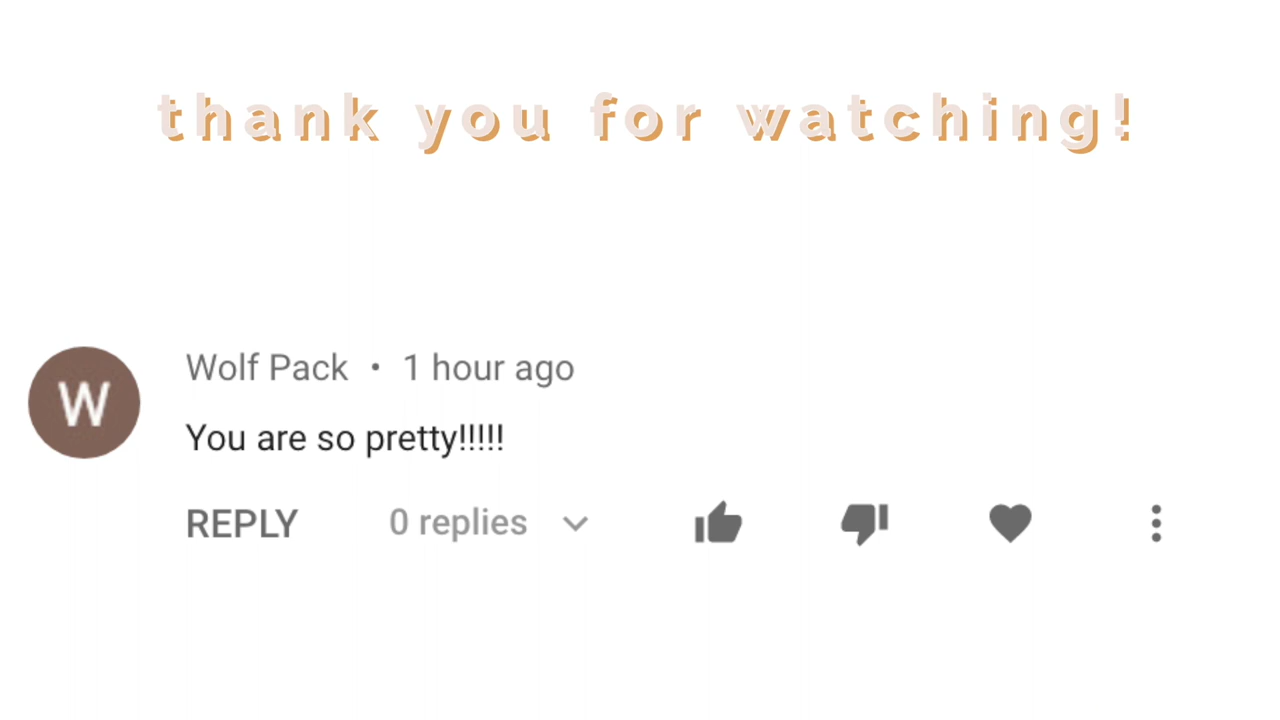 thank you for watching!
Wolf Pack • 1 hour ago
W
You are so pretty!!!!!
REPLY 0 replies